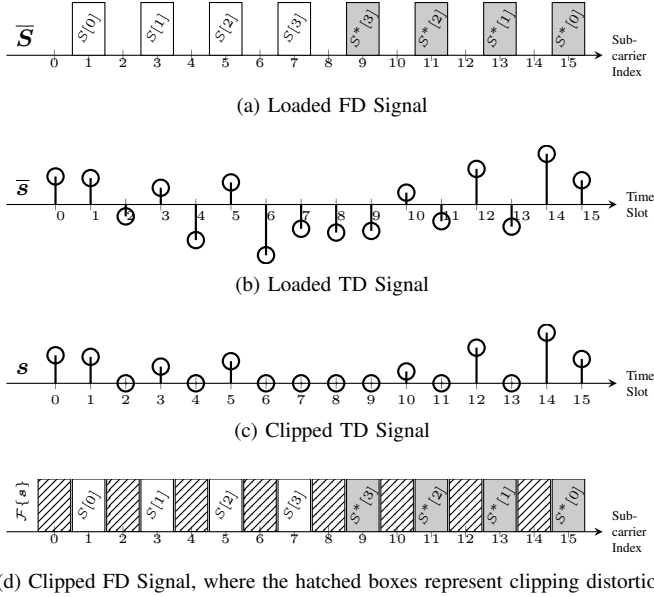 S̅ S[0] S[1] S[2] S[3] S*[3] S*[2] S*[1] S*[0]
0 1 2 3 4 5 6 7 8 9 10 11 12 13 14 15
Sub-
carrier
Index
(a) Loaded FD Signal
s̅
0 1 2 3 4 5 6 7 8 9 10 11 12 13 14 15
Time
Slot
(b) Loaded TD Signal
s
0 1 2 3 4 5 6 7 8 9 10 11 12 13 14 15
Time
Slot
(c) Clipped TD Signal
ℱ{s} S[0] S[1] S[2] S[3] S*[3] S*[2] S*[1] S*[0]
0 1 2 3 4 5 6 7 8 9 10 11 12 13 14 15
Sub-
carrier
Index
(d) Clipped FD Signal, where the hatched boxes represent clipping distortio